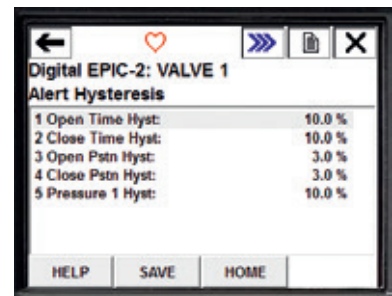 Digital EPIC-2: VALVE 1
Alert Hysteresis
1 Open Time Hyst: 10.0 %
2 Close Time Hyst: 10.0 %
3 Open Pstn Hyst: 3.0 %
4 Close Pstn Hyst: 3.0 %
5 Pressure 1 Hyst: 10.0 %
HELP SAVE HOME